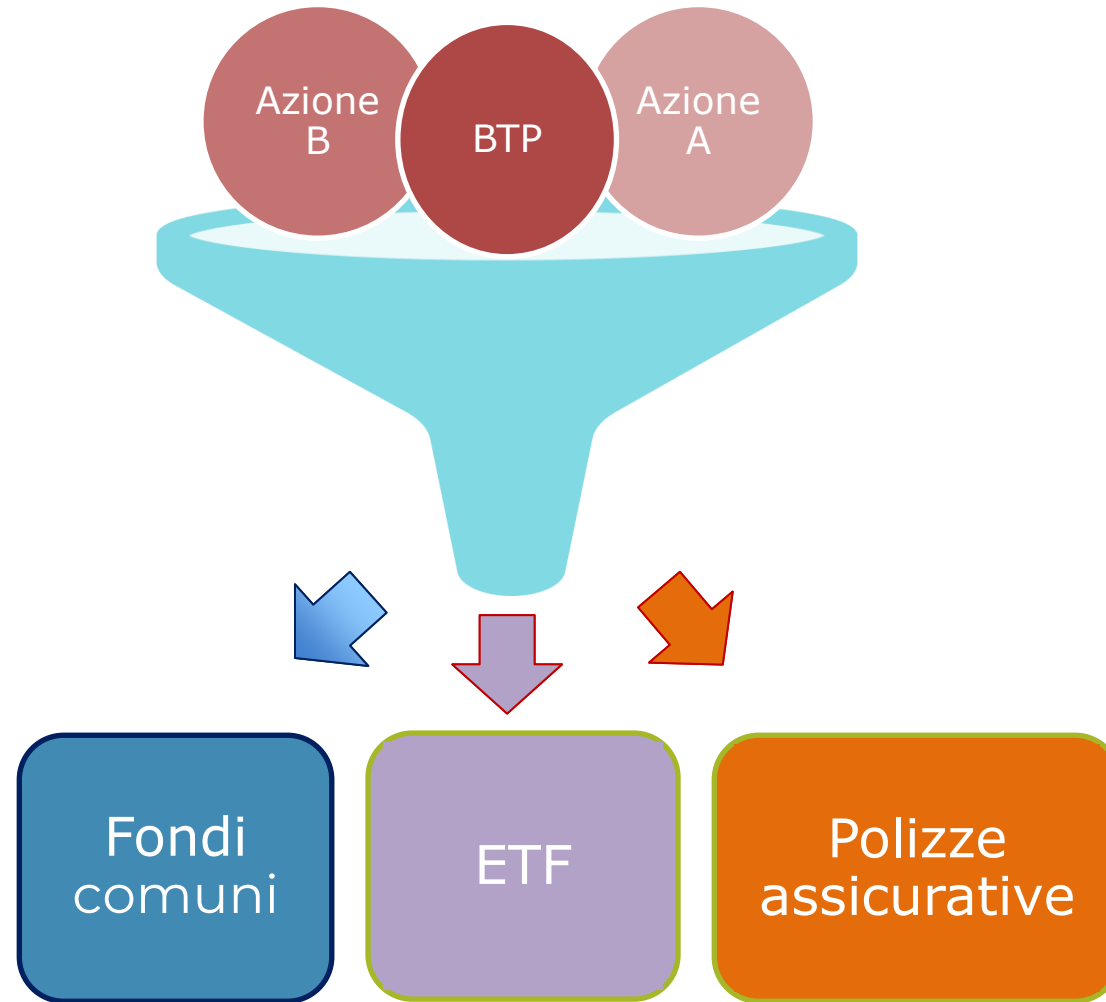 Azione
B
BTP
Azione
A
Fondi
comuni
ETF
Polizze
assicurative